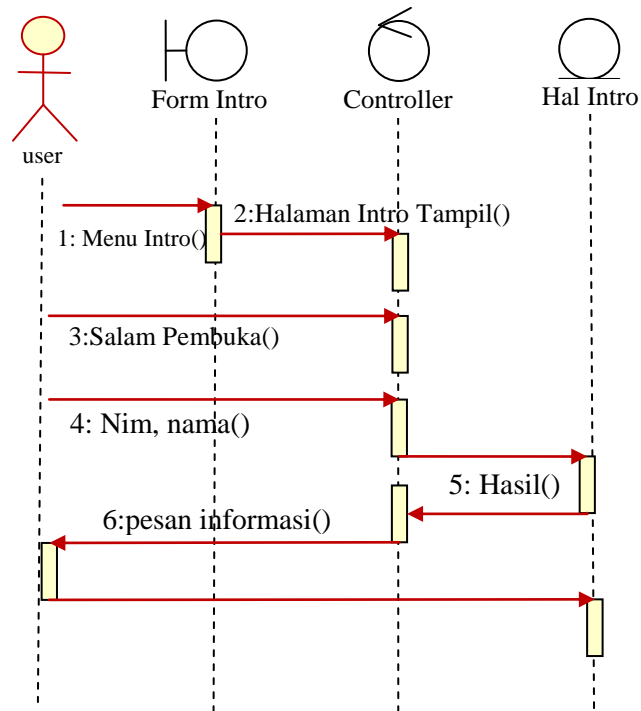 Form Intro
Controller
Hal Intro
user
2:Halaman Intro Tampil()
1: Menu Intro()
3:Salam Pembuka()
4: Nim, nama()
5: Hasil()
6:pesan informasi()